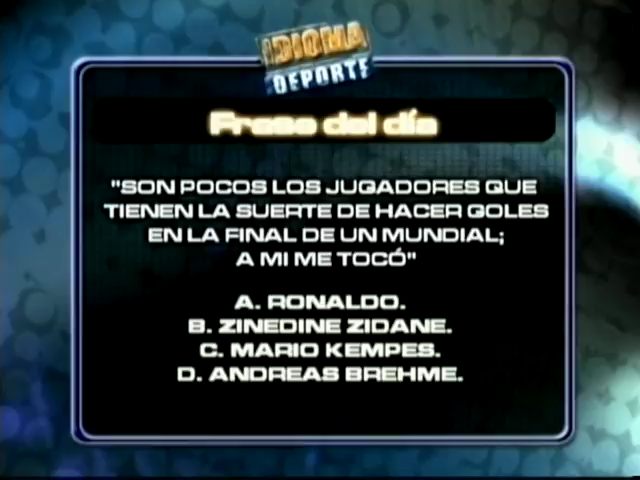 IDIOMA
DEPORTE
Frase del día
"SON POCOS LOS JUGADORES QUE
TIENEN LA SUERTE DE HACER GOLES
EN LA FINAL DE UN MUNDIAL;
A MI ME TOCÓ"
A. RONALDO.
B. ZINEDINE ZIDANE.
C. MARIO KEMPES.
D. ANDREAS BREHME.